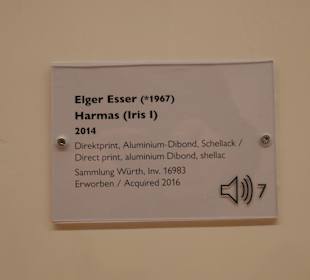 Elger Esser (*1967)
Harmas (Iris I)
2014
Direktprint, Aluminium-Dibond, Schellack /
Direct print, aluminium Dibond, shellac
Sammlung Würth, Inv. 16983
Erworben / Acquired 2016
7